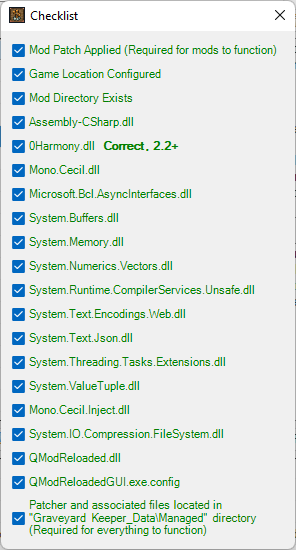 Checklist
Mod Patch Applied (Required for mods to function)
Game Location Configured
Mod Directory Exists
Assembly-CSharp.dll
0Harmony.dll Correct, 2.2+
Mono.Cecil.dll
Microsoft.Bcl.AsyncInterfaces.dll
System.Buffers.dll
System.Memory.dll
System.Numerics.Vectors.dll
System.Runtime.CompilerServices.Unsafe.dll
System.Text.Encodings.Web.dll
System.Text.Json.dll
System.Threading.Tasks.Extensions.dll
System.ValueTuple.dll
Mono.Cecil.Inject.dll
System.IO.Compression.FileSystem.dll
QModReloaded.dll
QModReloadedGUI.exe.config
Patcher and associated files located in
"Graveyard Keeper_Data\Managed" directory
(Required for everything to function)